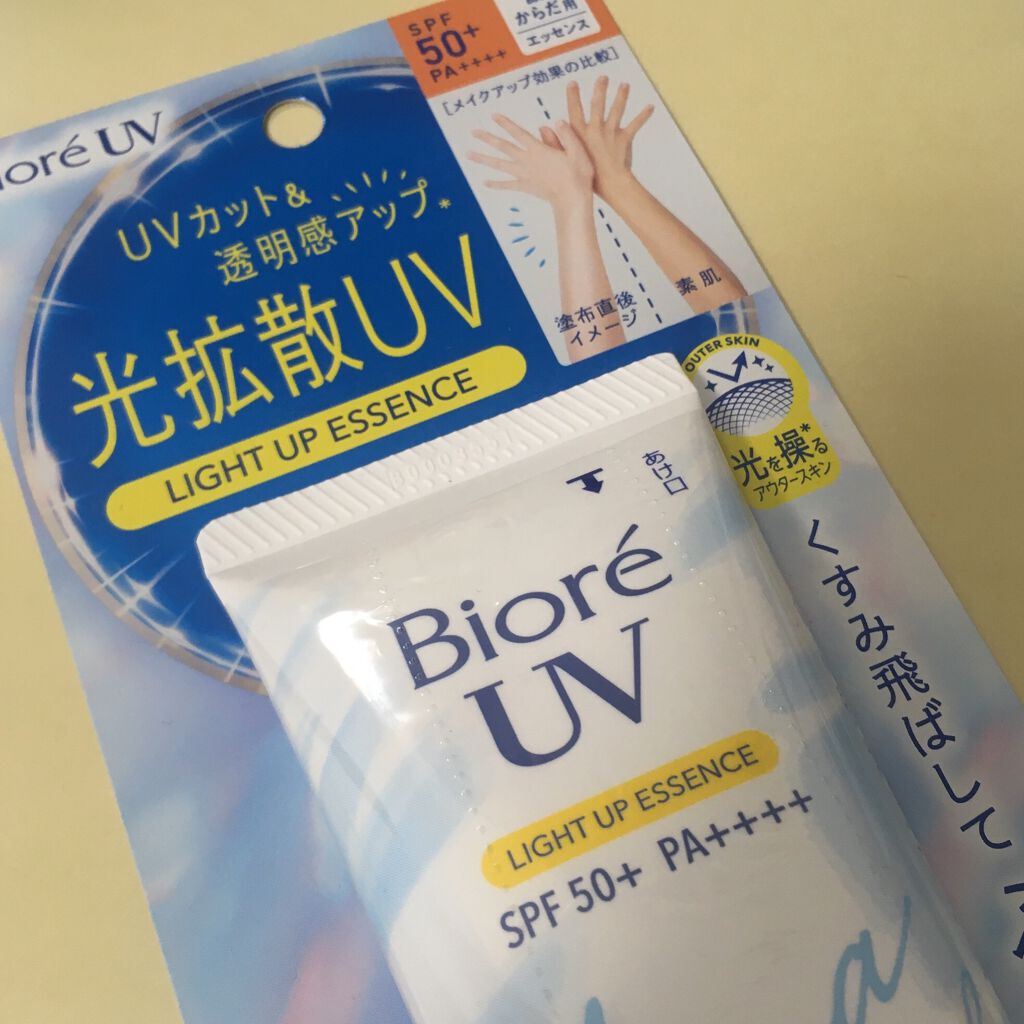 SPF
50+
PA++++
からだ用
エッセンス
[メイクアップ効果の比較]
Bioré UV
UVカット&
透明感アップ*
光拡散UV
LIGHT UP ESSENCE
塗布直後
イメージ
素肌
OUTER SKIN
光を操る*
アウタースキン
くすみ飛ばして
あけ口
Bioré
UV
LIGHT UP ESSENCE
SPF 50+ PA++++